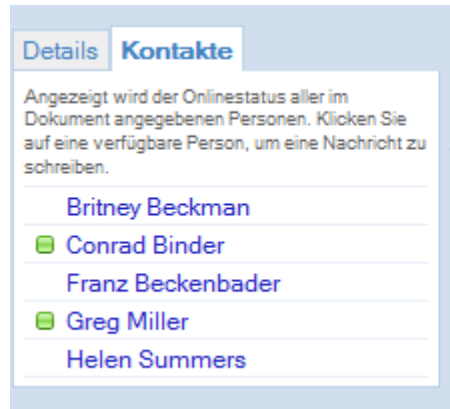 Details Kontakte
Angezeigt wird der Onlinestatus aller im
Dokument angegebenen Personen. Klicken Sie
auf eine verfügbare Person, um eine Nachricht zu
schreiben.
Britney Beckman
Conrad Binder
Franz Beckenbader
Greg Miller
Helen Summers